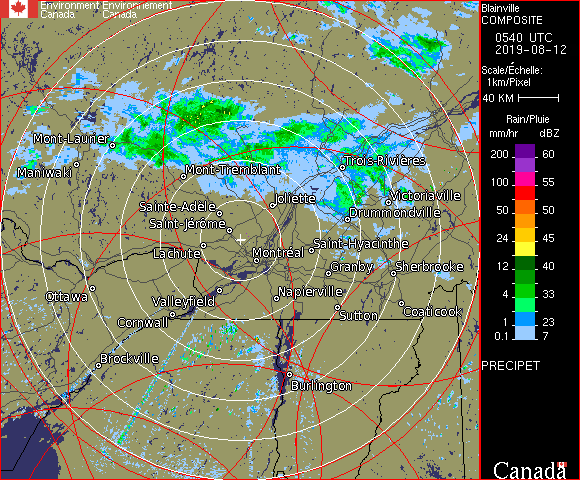 Environment Environnement
Canada Canada
Blainville
COMPOSITE
0540 UTC
2019-08-12
Scale/Échelle:
1km/Pixel
40 KM
Rain/Pluie
mm/hr dBZ
200 60
100 55
50 50
24 45
12 40
8 33
4 30
1 23
0.1 7
PRECIPET
Canada
Mont-Laurier
Maniwaki
Mont-Tremblant
Trois-Rivières
Joliette
Victoriaville
Sainte-Adele
Drummondville
Saint-Jérôme
Saint-Hyacinthe
Lachute
Montréal
Granby
Sherbrooke
Ottawa
Napierville
Valleyfield
Coaticook
Sutton
Cornwall
Brockville
Burlington